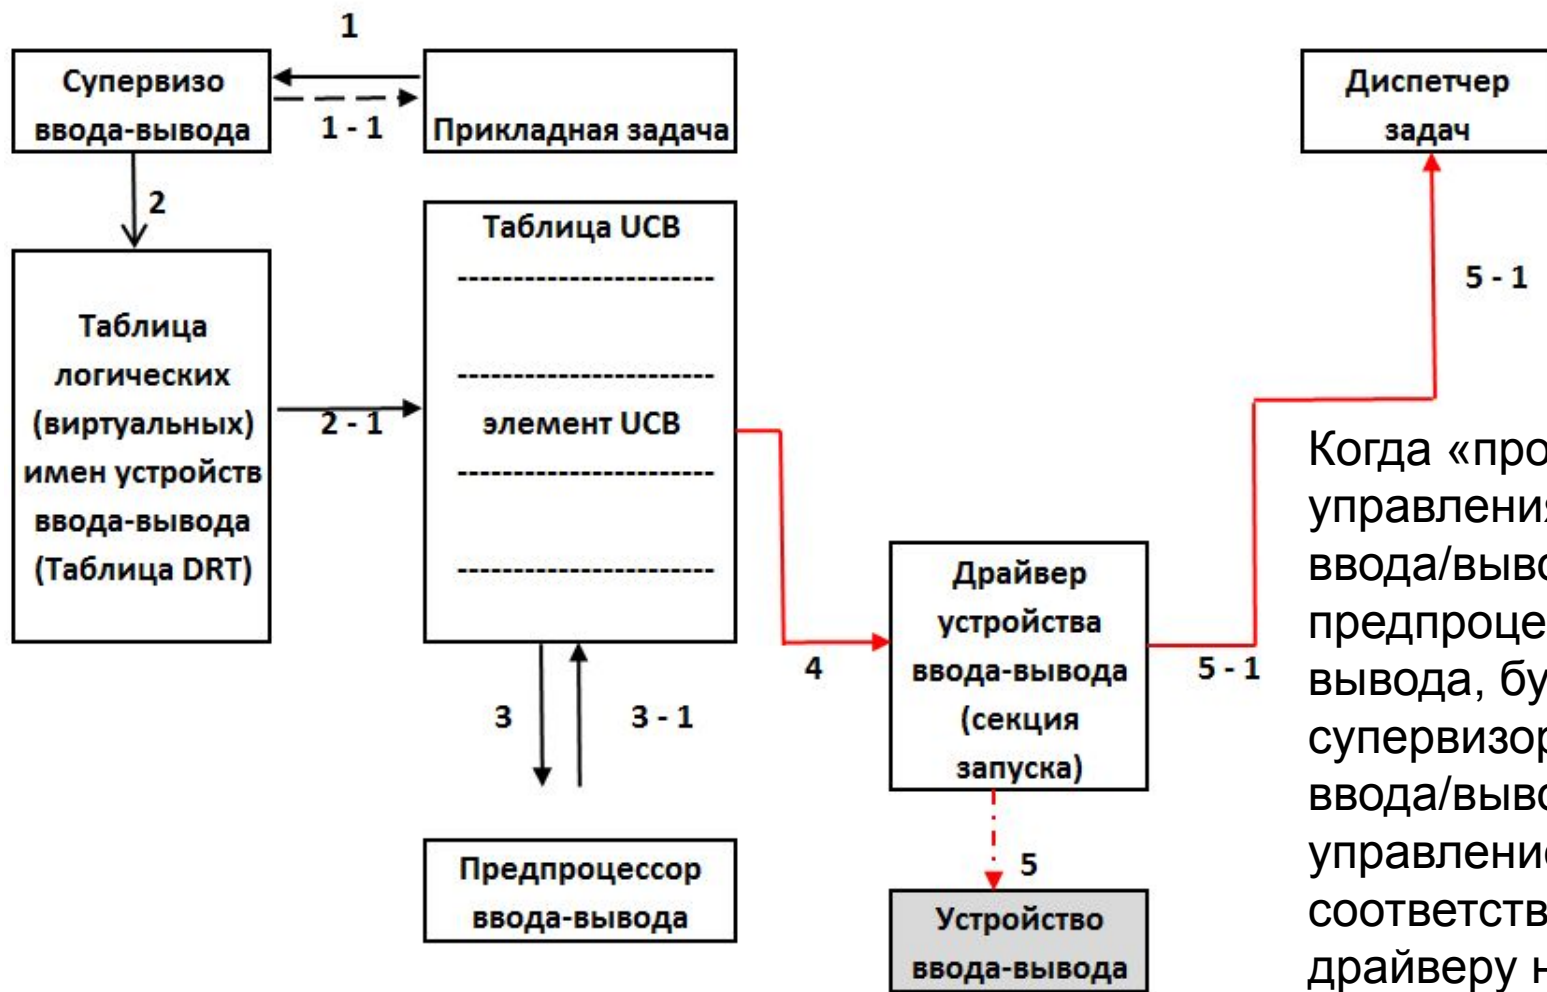 1
Супервизо
ввода-вывода
1 - 1
Прикладная задача
Диспетчер
задач
2
Таблица
логических
(виртуальных)
имен устройств
ввода-вывода
(Таблица DRT)
2 - 1
Таблица UCB
элемент UCB
3
3 - 1
Предпроцессор
ввода-вывода
4
Драйвер
устройства
ввода-вывода
(секция
запуска)
5 - 1
5 - 1
5
Устройство
ввода-вывода
Когда «про
управления
ввода/выво
предпроце
вывода, бу
супервизор
ввода/выво
управление
соответств
драйверу н